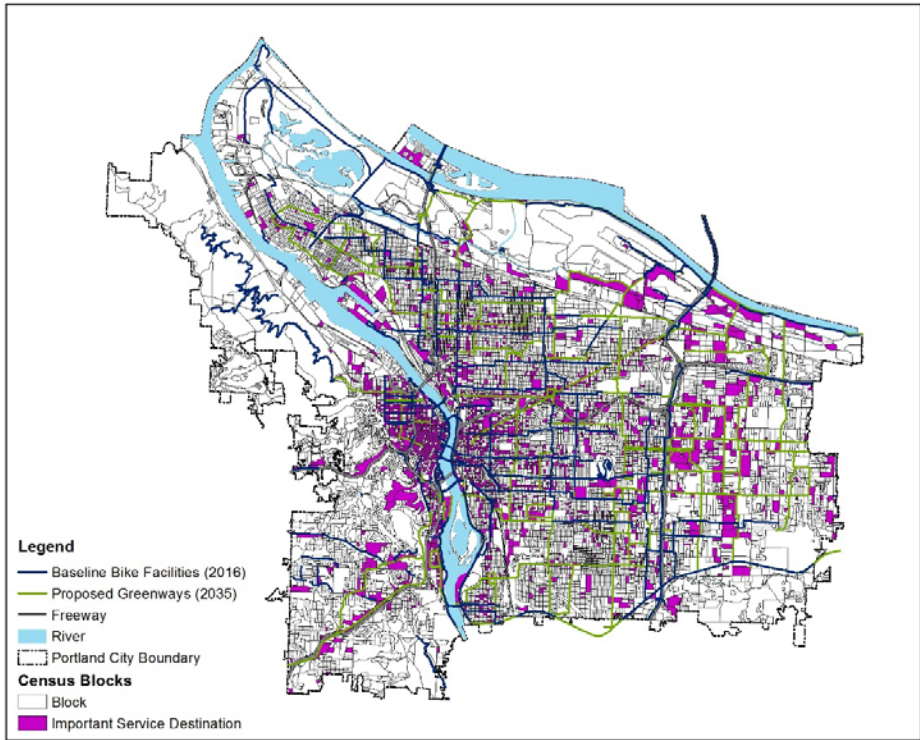 Legend
Baseline Bike Facilities (2016)
Proposed Greenways (2035)
Freeway
River
Portland City Boundary
Census Blocks
Block
Important Service Destination